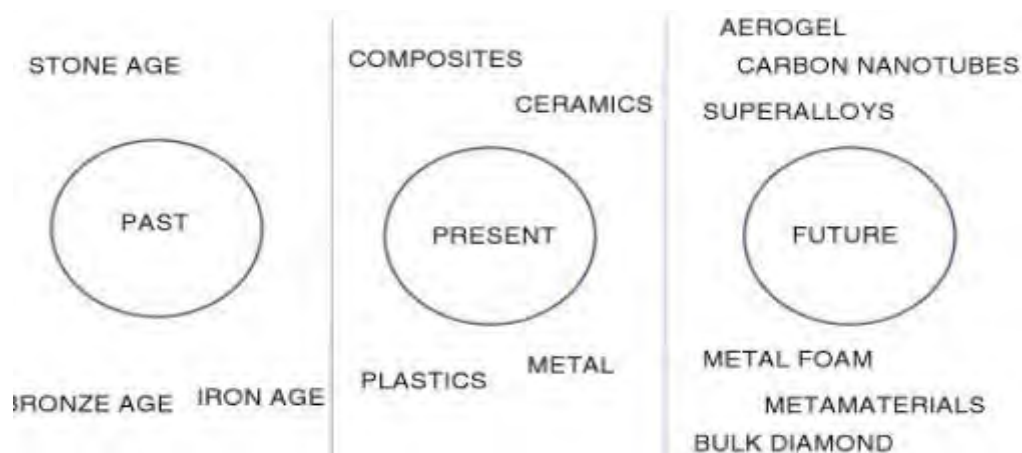 STONE AGE
PAST
BRONZE AGE
IRON AGE
COMPOSITES
CERAMICS
PRESENT
METAL
PLASTICS
AEROGEL
CARBON NANOTUBES
SUPERALLOYS
FUTURE
METAL FOAM
METAMATERIALS
BULK DIAMOND